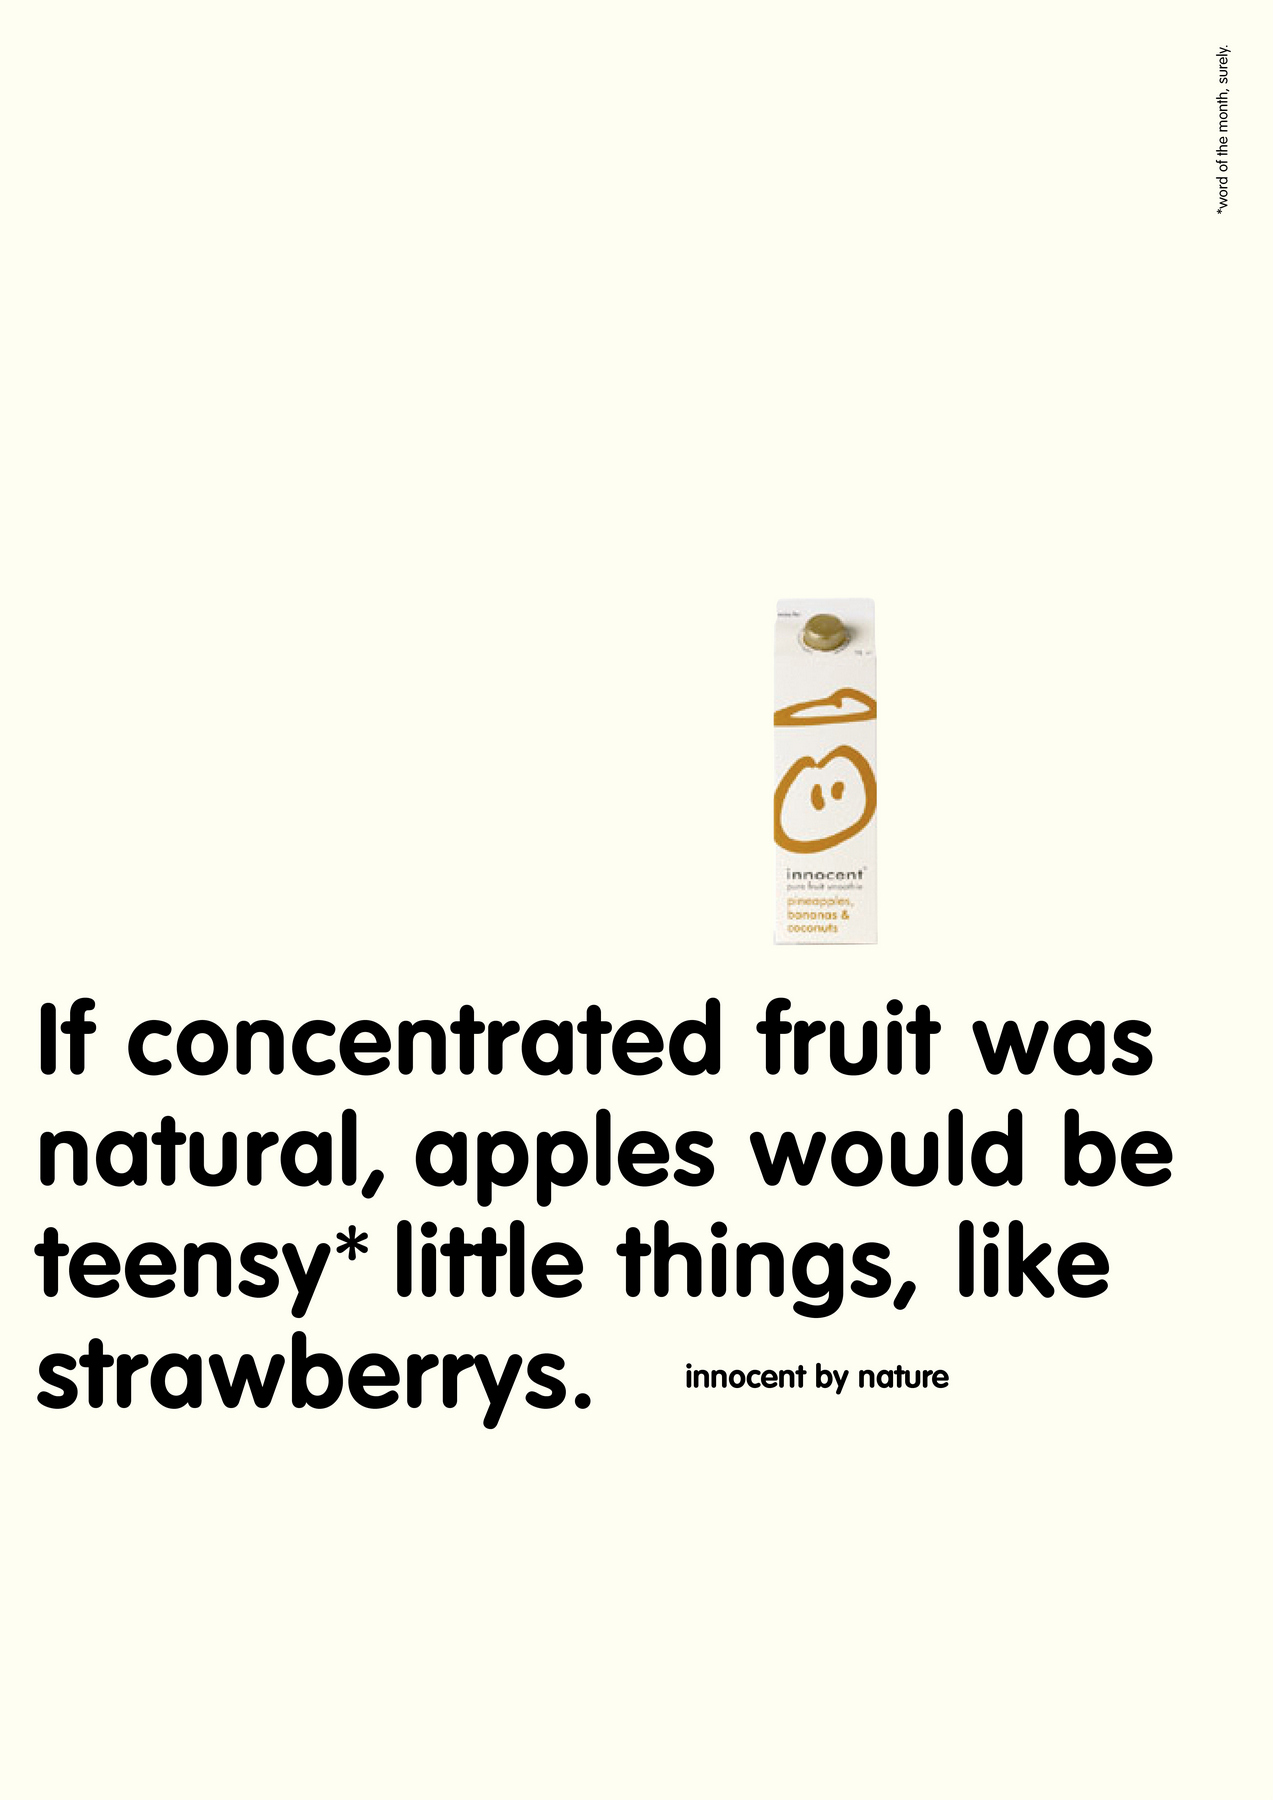 *word of the month, surely.
innocent
pure fruit smoothie
pineapples,
bananas &
coconuts
If concentrated fruit was
natural, apples would be
teensy* little things, like
strawberrys.
innocent by nature